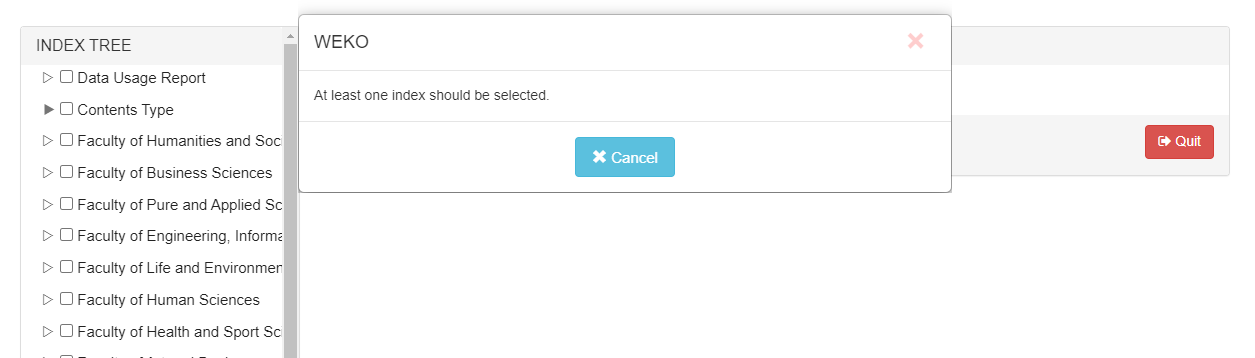 INDEX TREE
Data Usage Report
Contents Type
Faculty of Humanities and Soci
Faculty of Business Sciences
Faculty of Pure and Applied Sc
Faculty of Engineering, Informa
Faculty of Life and Environmen
Faculty of Human Sciences
Faculty of Health and Sport Sc
WEKO
At least one index should be selected.
Cancel
Quit